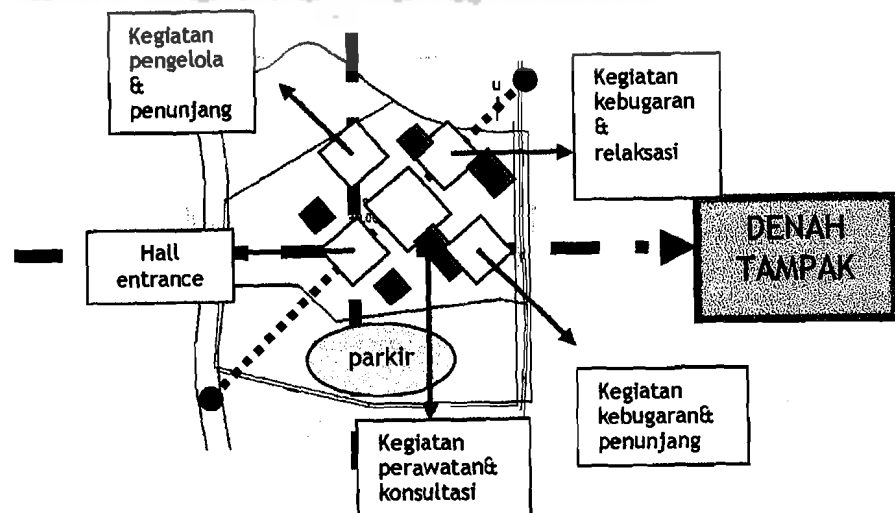 Kegiatan
pengelola
&
penunjang
u
Kegiatan
kebugaran
&
relaksasi
Hall
entrance
DENAH
TAMPAK
parkir
Kegiatan
perawatan&
konsultasi
Kegiatan
kebugaran&
penunjang